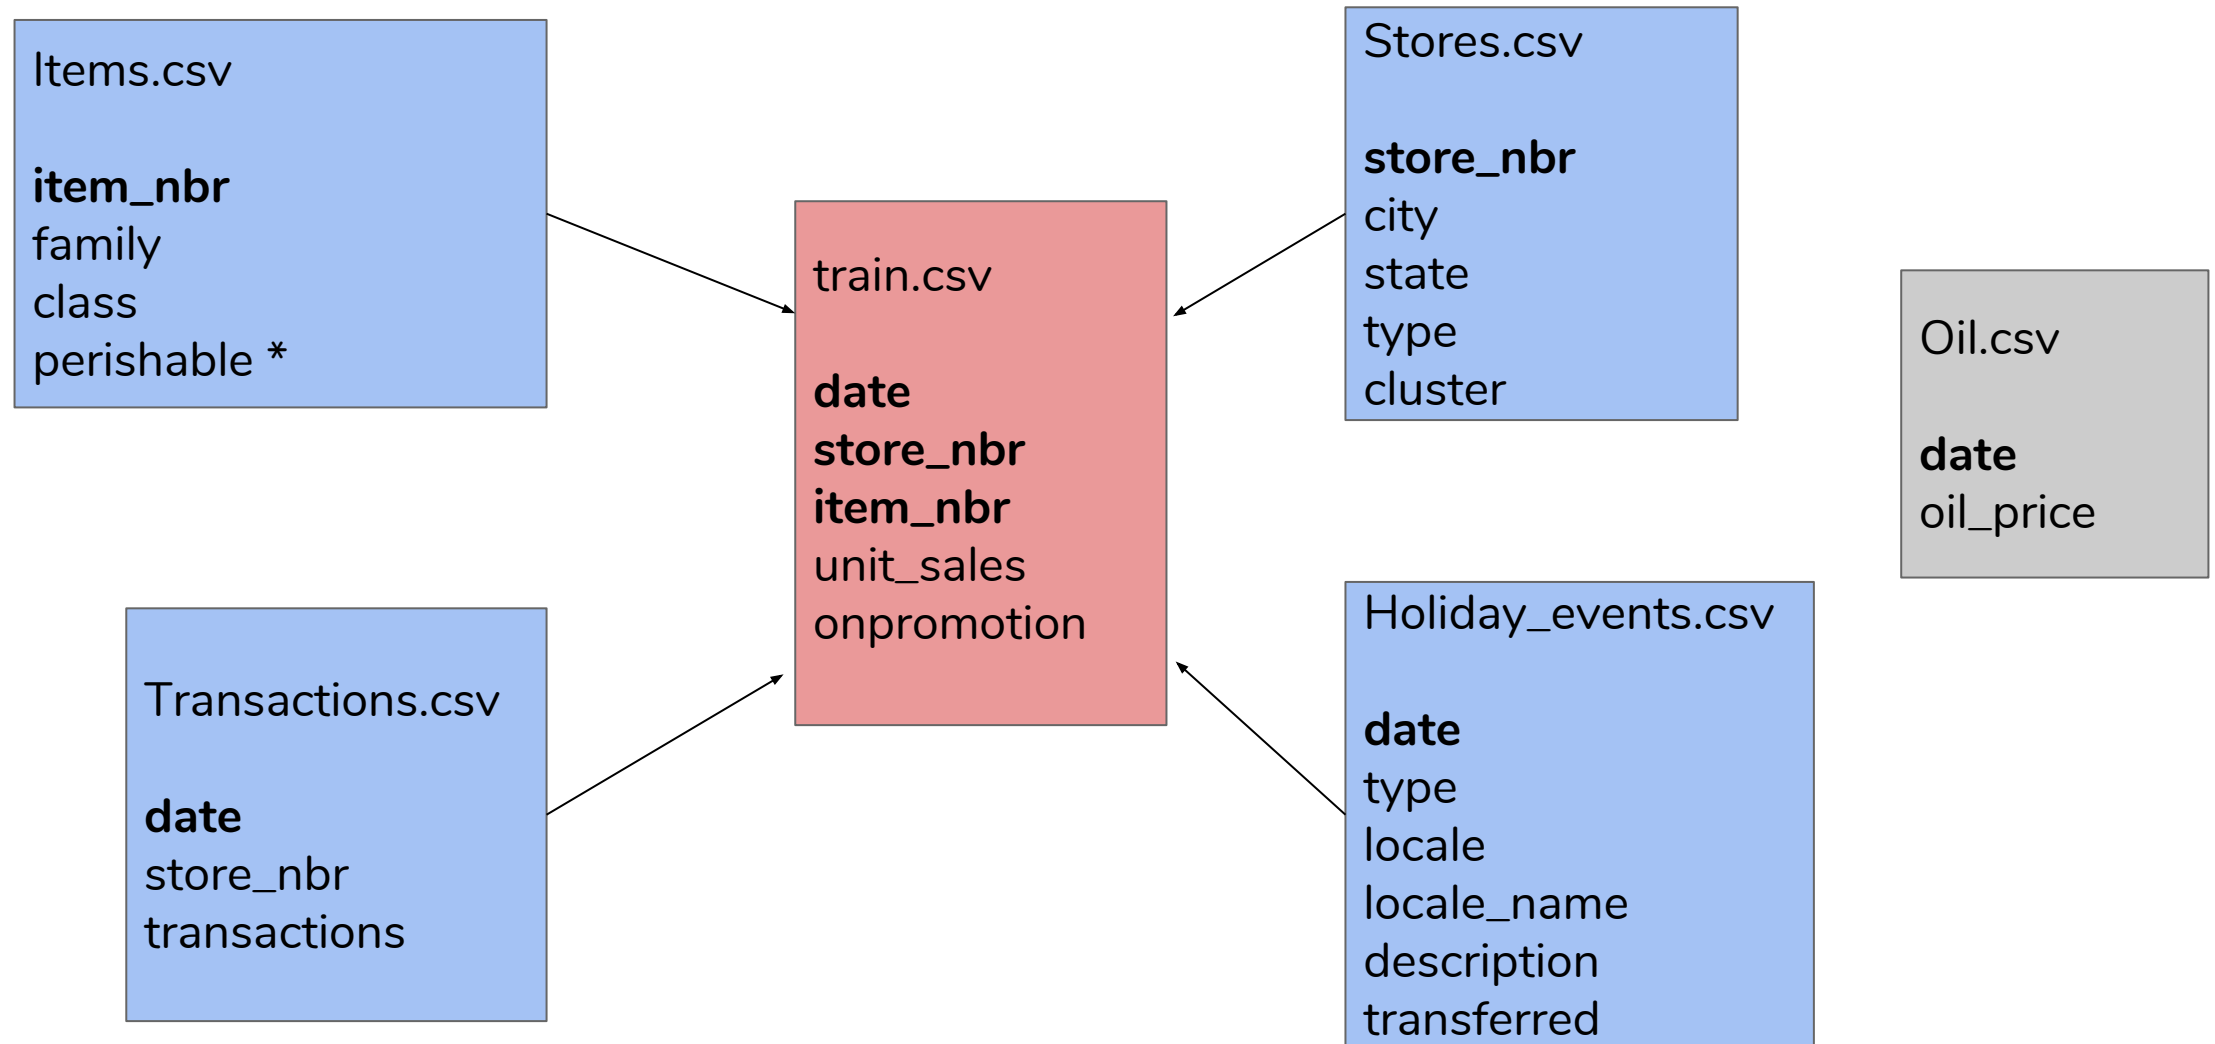 Items.csv
item_nbr
family
class
perishable *
train.csv
date
store_nbr
item_nbr
unit_sales
onpromotion
Stores.csv
store_nbr
city
state
type
cluster
Oil.csv
date
oil_price
Transactions.csv
date
store_nbr
transactions
Holiday_events.csv
date
type
locale
locale_name
description
transferred